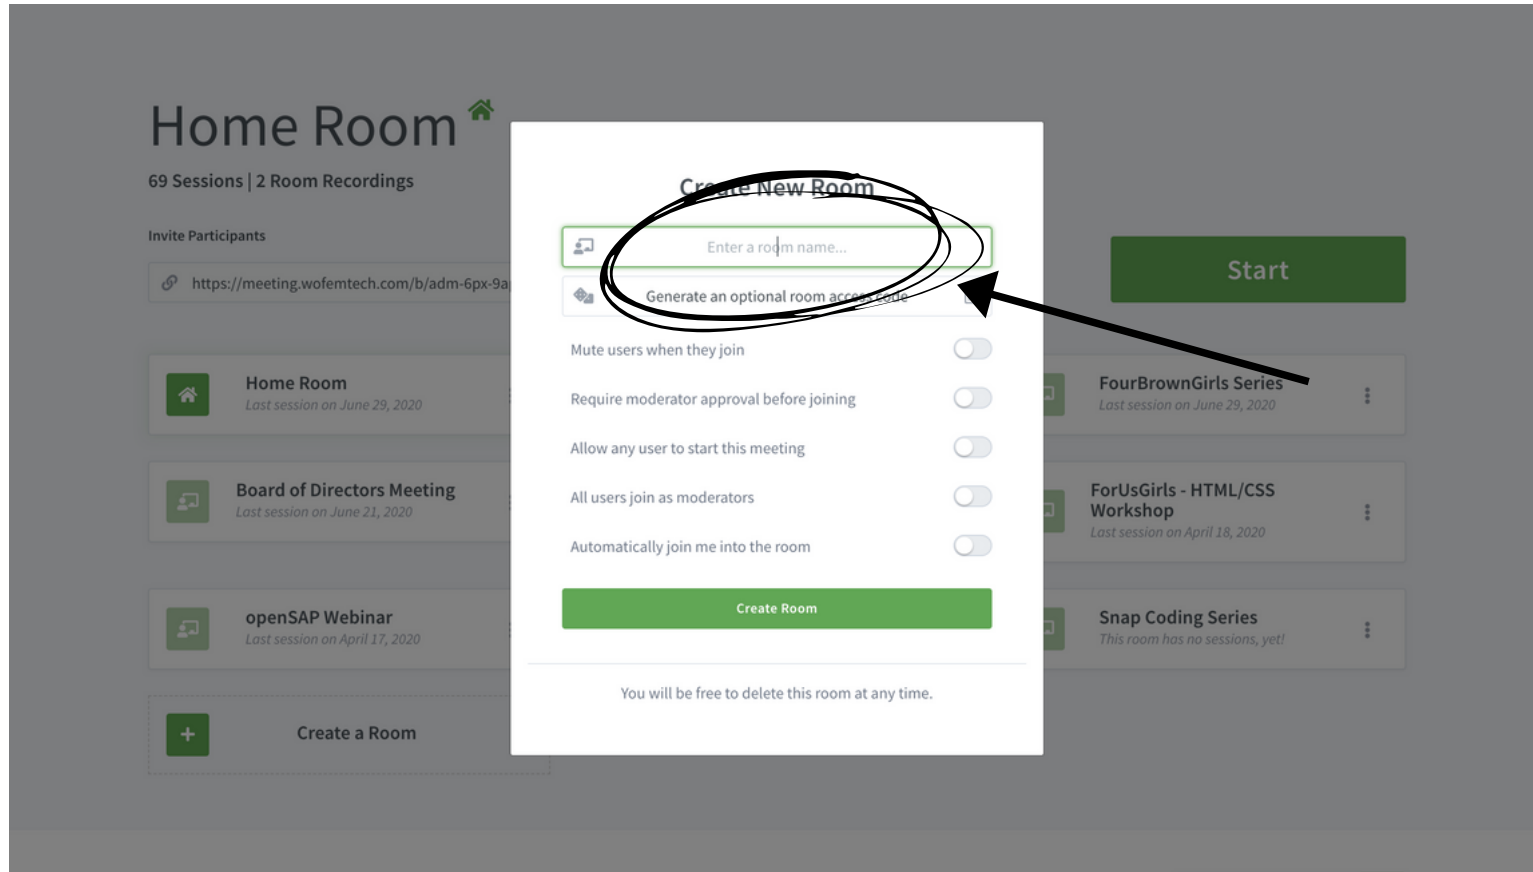 Home Room
69 Sessions | 2 Room Recordings
Invite Participants
https://meeting.wofemtech.com/b/adm-6px-9a
Start
Home Room
Last session on June 29, 2020
FourBrownGirls Series
Last session on June 29, 2020
Board of Directors Meeting
Last session on June 21, 2020
ForUsGirls - HTML/CSS
Workshop
Last session on April 18, 2020
openSAP Webinar
Last session on April 17, 2020
Snap Coding Series
This room has no sessions, yet!
Create a Room
Create New Room
Enter a room name...
Generate an optional room access code
Mute users when they join
Require moderator approval before joining
Allow any user to start this meeting
All users join as moderators
Automatically join me into the room
Create Room
You will be free to delete this room at any time.